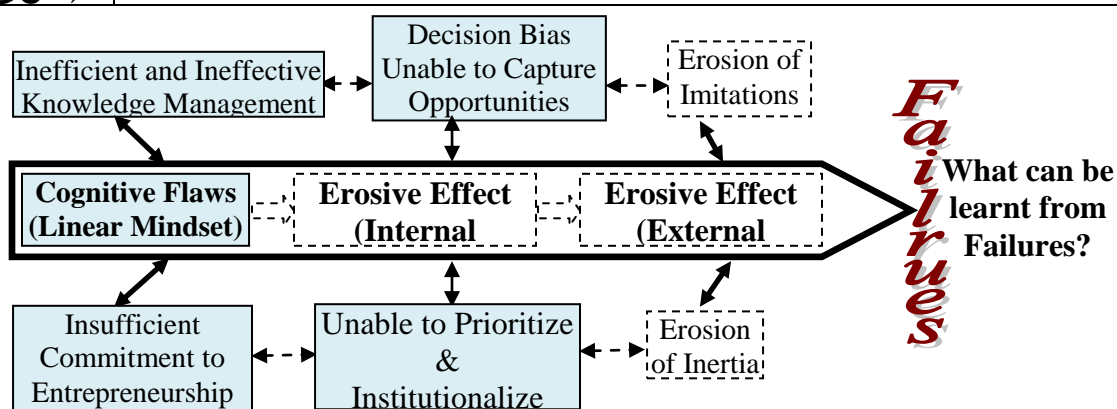 Inefficient and Ineffective
Knowledge Management
Decision Bias
Unable to Capture
Opportunities
Erosion of
Imitations
Cognitive Flaws
(Linear Mindset)
Erosive Effect
(Internal
Erosive Effect
(External
Failrues
What can be
learnt from
Failures?
Insufficient
Commitment to
Entrepreneurship
Unable to Prioritize
&
Institutionalize
Erosion
of Inertia